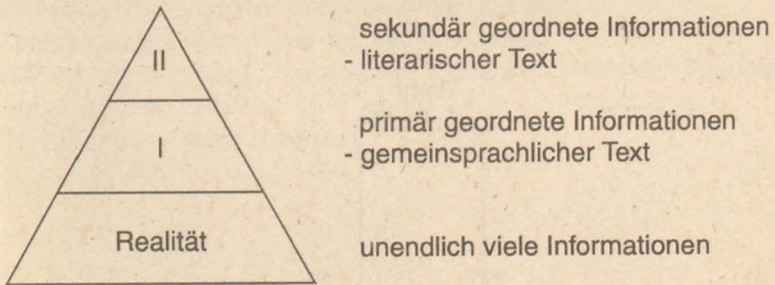 sekundär geordnete Informationen
II
- literarischer Text
primär geordnete Informationen
I
- gemeinsprachlicher Text
Realität
unendlich viele Informationen